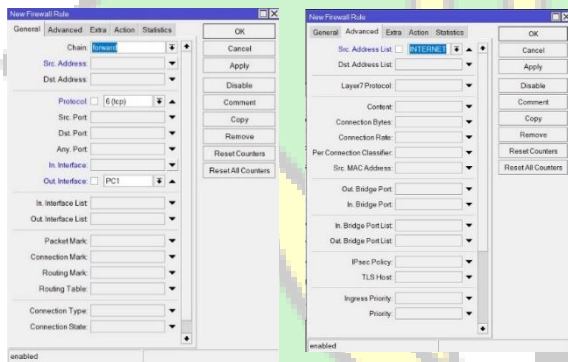 New Firewall Rule
General Advanced Extra Action Statistics
Chain: forward
Src. Address:
Dst. Address:
Protocol: 6 (tcp)
Src. Port:
Dst. Port:
Any. Port:
In. Interface:
Out. Interface: PC1
In. Interface List:
Out. Interface List:
Packet Mark:
Connection Mark:
Routing Mark:
Routing Table:
Connection Type:
Connection State:
OK
Cancel
Apply
Disable
Comment
Copy
Remove
Reset Counters
Reset All Counters
enabled
New Firewall Rule
General Advanced Extra Action Statistics
Src. Address List: INTERNET
Dst. Address List:
Layer7 Protocol:
Content:
Connection Bytes:
Connection Rate:
Per Connection Classifier:
Src. MAC Address:
Out. Bridge Port:
In. Bridge Port:
In. Bridge Port List:
Out. Bridge Port List:
IPsec Policy:
TLS Host:
Ingress Priority:
Priority:
OK
Cancel
Apply
Disable
Comment
Copy
Remove
Reset Counters
Reset All Counters
enabled